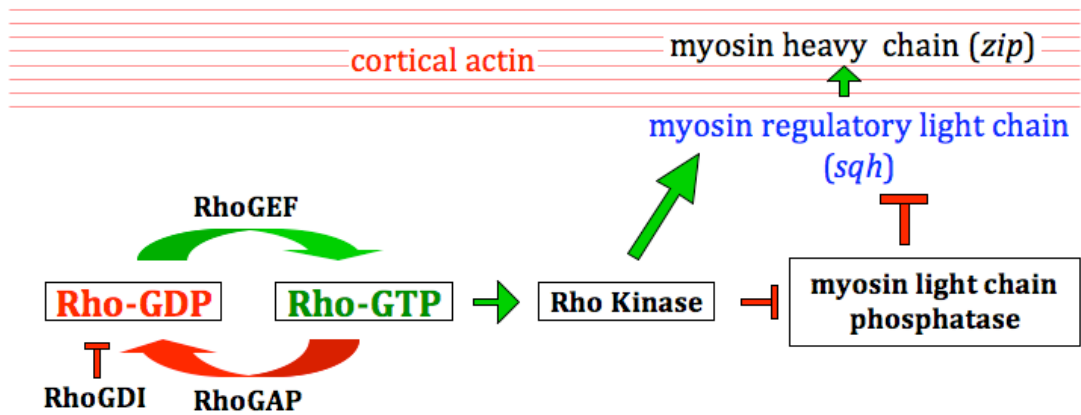 myosin heavy chain (zip)
cortical actin
myosin regulatory light chain
(sqh)
RhoGEF
Rho-GDP
Rho-GTP
Rho Kinase
myosin light chain
phosphatase
RhoGDI
RhoGAP